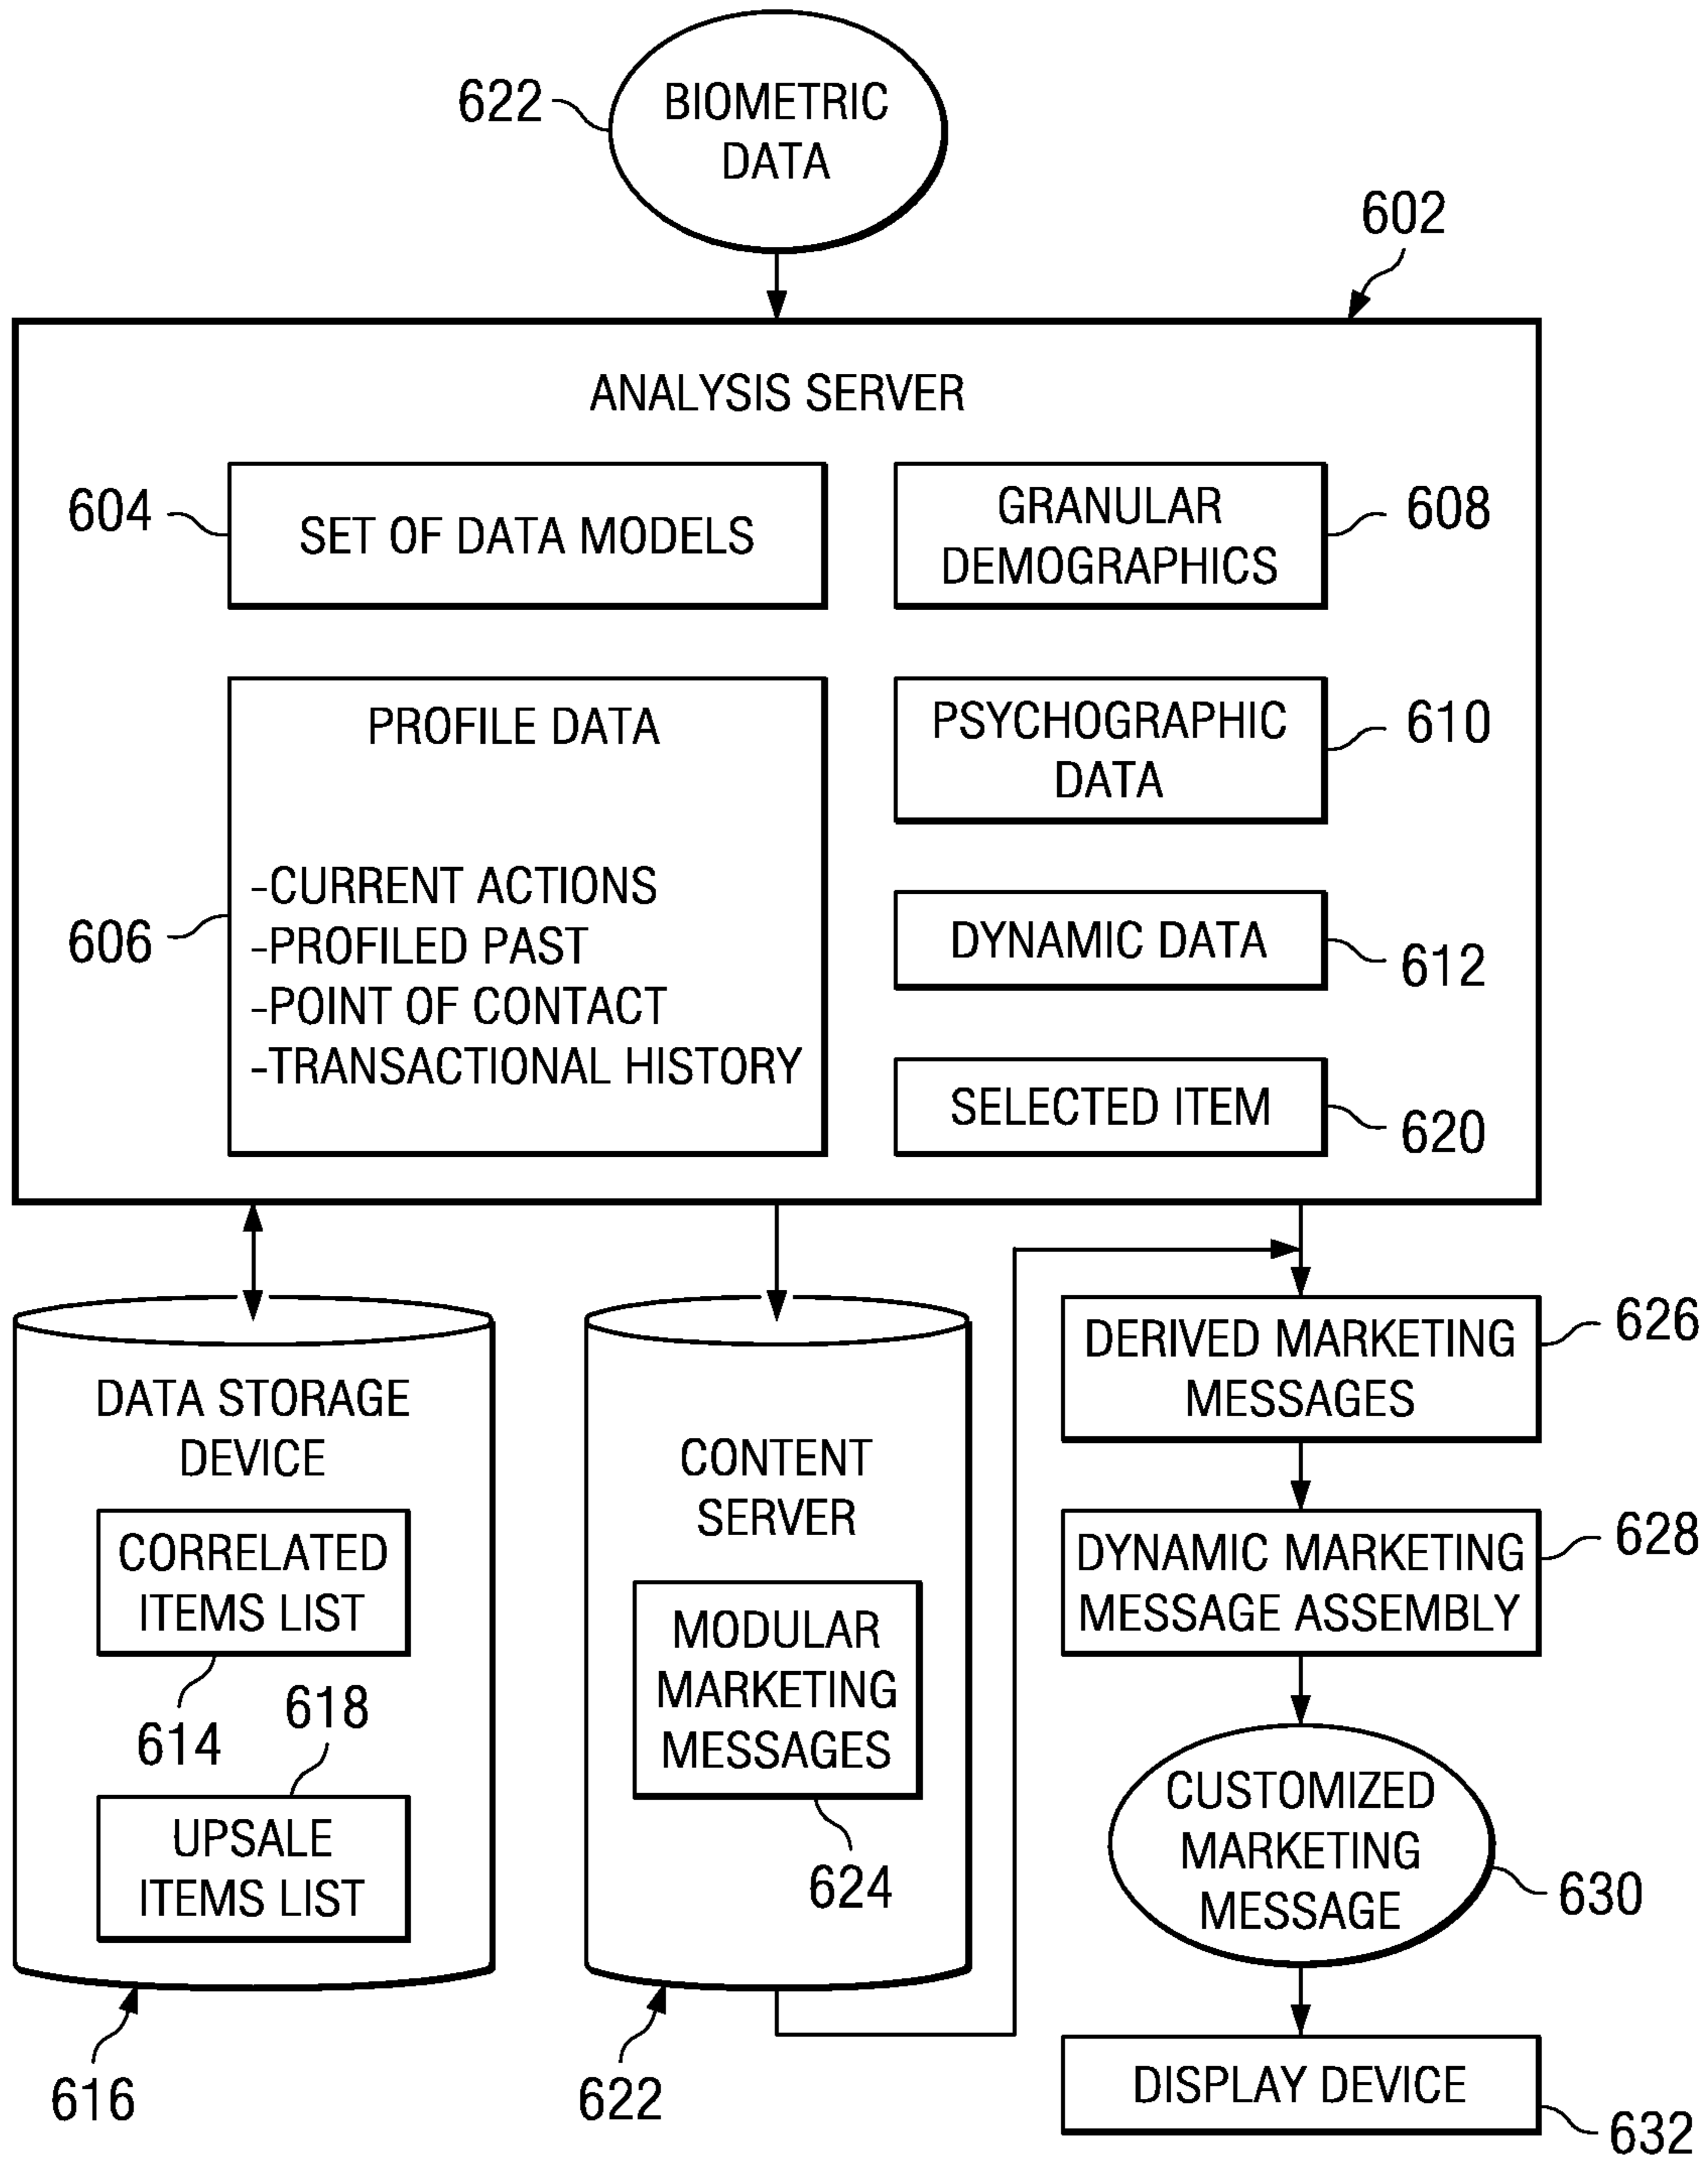 622
BIOMETRIC
DATA
602
ANALYSIS SERVER
604
SET OF DATA MODELS
GRANULAR
DEMOGRAPHICS
608
PROFILE DATA
-CURRENT ACTIONS
-PROFILED PAST
-POINT OF CONTACT
-TRANSACTIONAL HISTORY
606
PSYCHOGRAPHIC
DATA
610
DYNAMIC DATA
612
SELECTED ITEM
620
DATA STORAGE
DEVICE
CORRELATED
ITEMS LIST
614
618
UPSALE
ITEMS LIST
616
CONTENT
SERVER
MODULAR
MARKETING
MESSAGES
624
622
DERIVED MARKETING
MESSAGES
626
DYNAMIC MARKETING
MESSAGE ASSEMBLY
628
CUSTOMIZED
MARKETING
MESSAGE
630
DISPLAY DEVICE
632